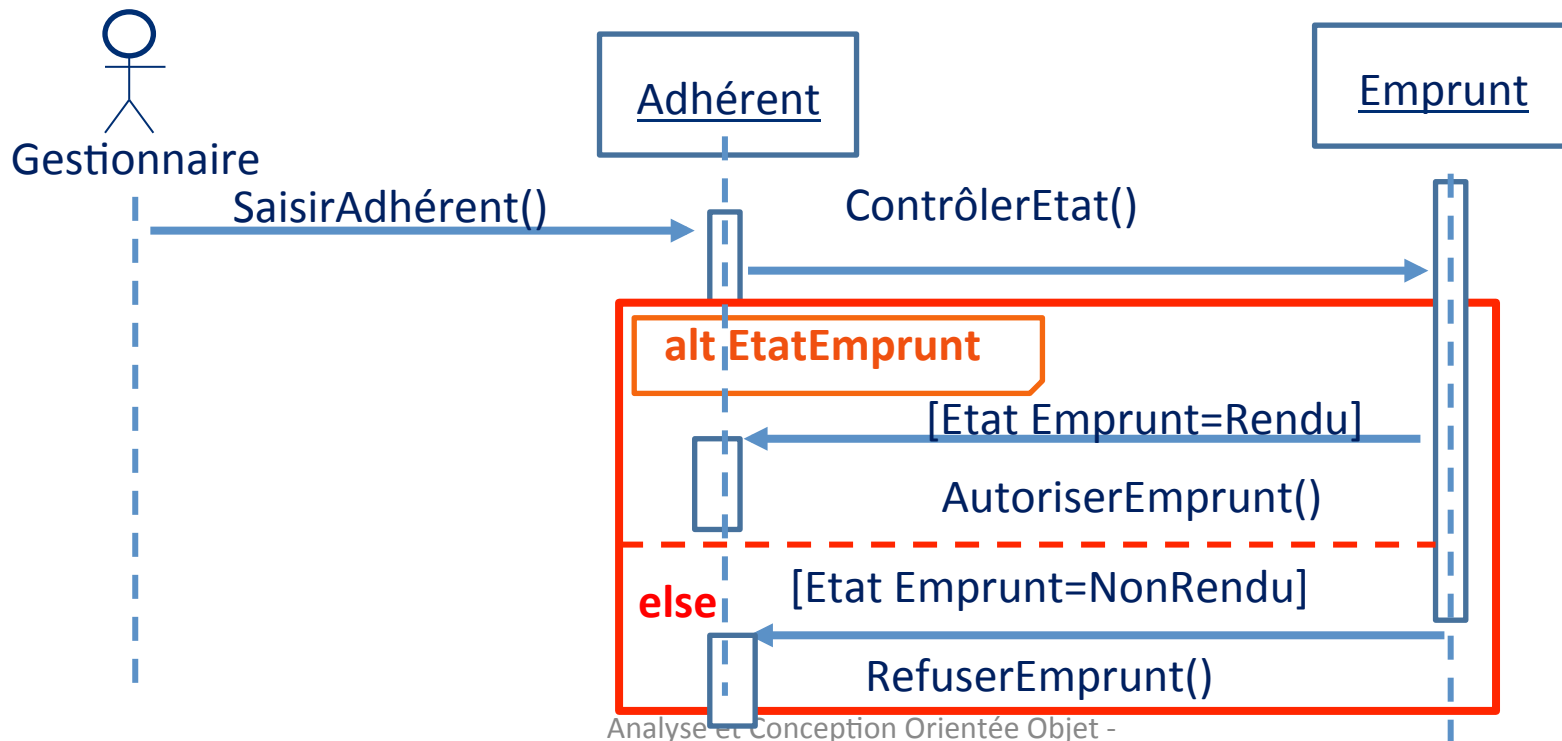 Adhérent
Emprunt
Gestionnaire
SaisirAdhérent()
ContrôlerEtat()
alt EtatEmprunt
[Etat Emprunt=Rendu]
AutoriserEmprunt()
else
[Etat Emprunt=NonRendu]
RefuserEmprunt()
Analyse et Conception Orientée Objet -